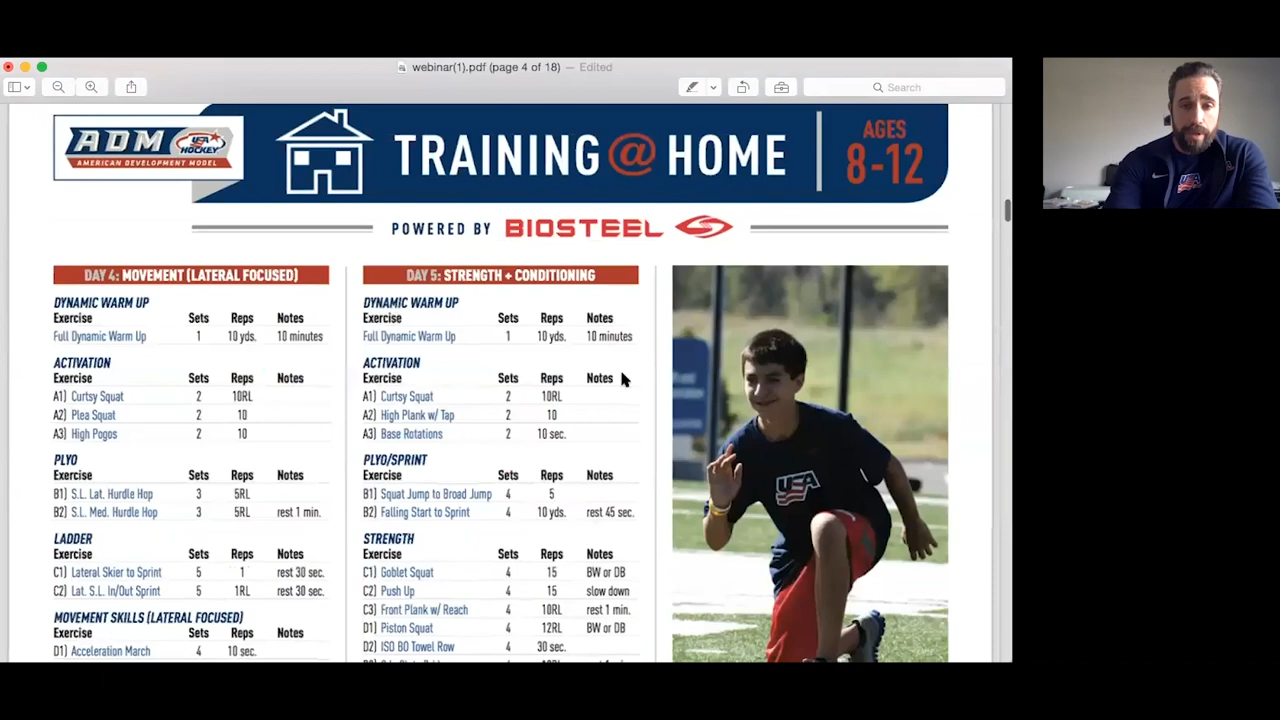 webinar(1).pdf (page 4 of 18) — Edited
Search
ADM
AMERICAN DEVELOPMENT MODEL
USA
HOCKEY
TRAINING@HOME
AGES
8-12
POWERED BY BIOSTEEL
DAY 4: MOVEMENT (LATERAL FOCUSED)
DYNAMIC WARM UP
Exercise Sets Reps Notes
Full Dynamic Warm Up 1 10 yds. 10 minutes
ACTIVATION
Exercise Sets Reps Notes
A1) Curtsy Squat 2 10RL
A2) Plea Squat 2 10
A3) High Pogos 2 10
PLYO
Exercise Sets Reps Notes
B1) S.L. Lat. Hurdle Hop 3 5RL
B2) S.L. Med. Hurdle Hop 3 5RL rest 1 min.
LADDER
Exercise Sets Reps Notes
C1) Lateral Skier to Sprint 5 1 rest 30 sec.
C2) Lat. S.L. In/Out Sprint 5 1RL rest 30 sec.
MOVEMENT SKILLS (LATERAL FOCUSED)
Exercise Sets Reps Notes
D1) Acceleration March 4 10 sec.
DAY 5: STRENGTH + CONDITIONING
DYNAMIC WARM UP
Exercise Sets Reps Notes
Full Dynamic Warm Up 1 10 yds. 10 minutes
ACTIVATION
Exercise Sets Reps Notes
A1) Curtsy Squat 2 10RL
A2) High Plank w/ Tap 2 10
A3) Base Rotations 2 10 sec.
PLYO/SPRINT
Exercise Sets Reps Notes
B1) Squat Jump to Broad Jump 4 5
B2) Falling Start to Sprint 4 10 yds. rest 45 sec.
STRENGTH
Exercise Sets Reps Notes
C1) Goblet Squat 4 15 BW or DB
C2) Push Up 4 15 slow down
C3) Front Plank w/ Reach 4 10RL rest 1 min.
D1) Piston Squat 4 12RL BW or DB
D2) ISO BO Towel Row 4 30 sec.
USA
USA